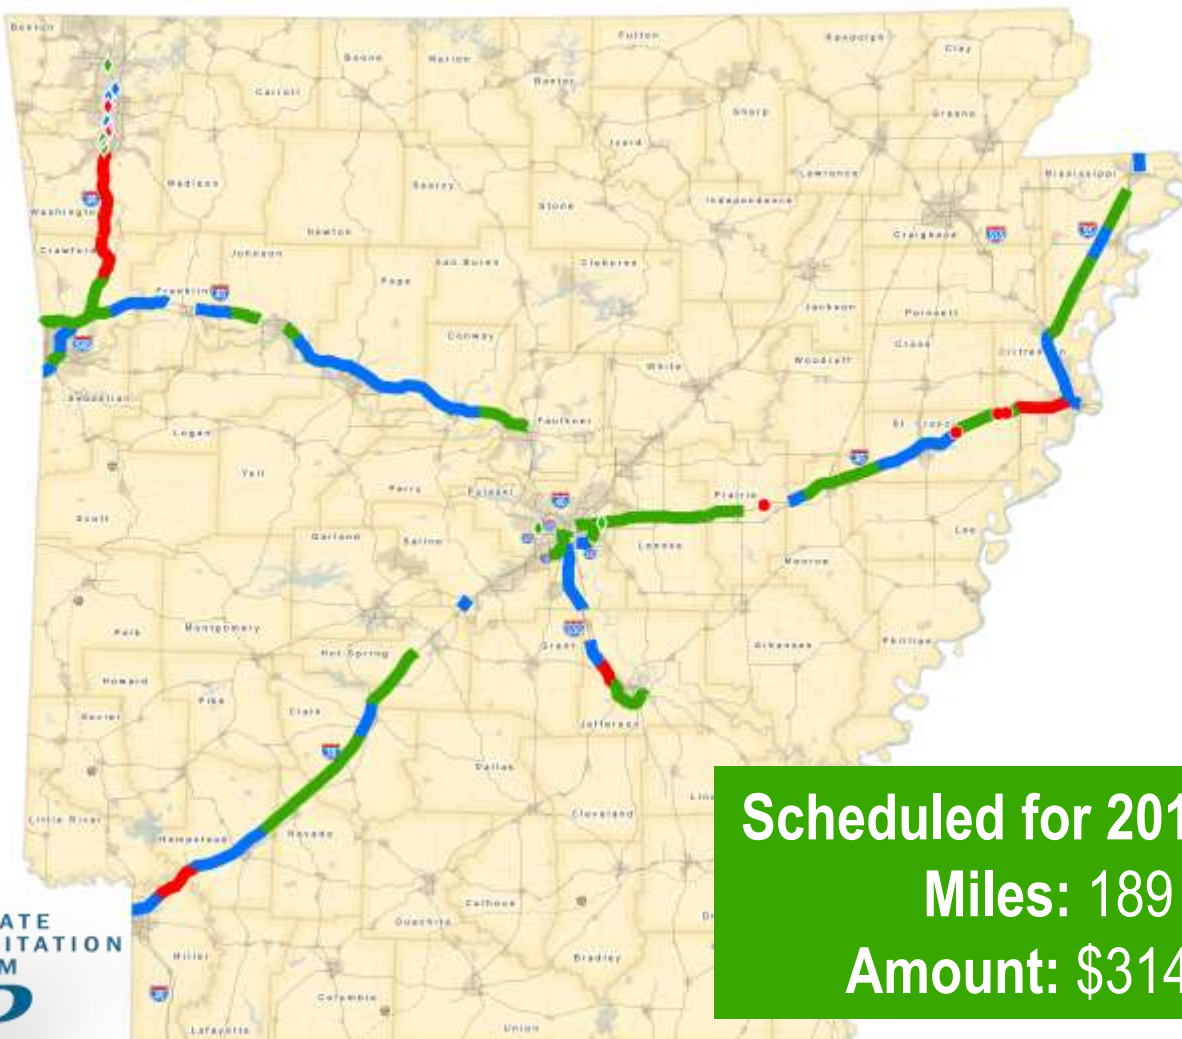 Benton
Carroll
Boone
Marion
Baxter
Fulton
Randolph
Clay
Sharp
Greene
Izard
Lawrence
Mississippi
Madison
Searcy
Stone
Independence
Craighead
Washington
Crawford
Newton
Johnson
Van Buren
Cleburne
Franklin
Pope
Jackson
Poinsett
Conway
Cross
White
Woodruff
Crittenden
Sebastian
Logan
Faulkner
St. Francis
Yell
Perry
Pulaski
Prairie
Scott
Garland
Saline
Lonoke
Lee
Monroe
Polk
Montgomery
Hot Spring
Grant
Arkansas
Phillips
Howard
Sevier
Pike
Clark
Jefferson
Dallas
Little River
Hempstead
Nevada
Cleveland
Calhoun
Ouachita
Miller
Bradley
Columbia
Lafayette
Union
Scheduled for 201
Miles: 189
Amount: $314
ATE
ITATION
M